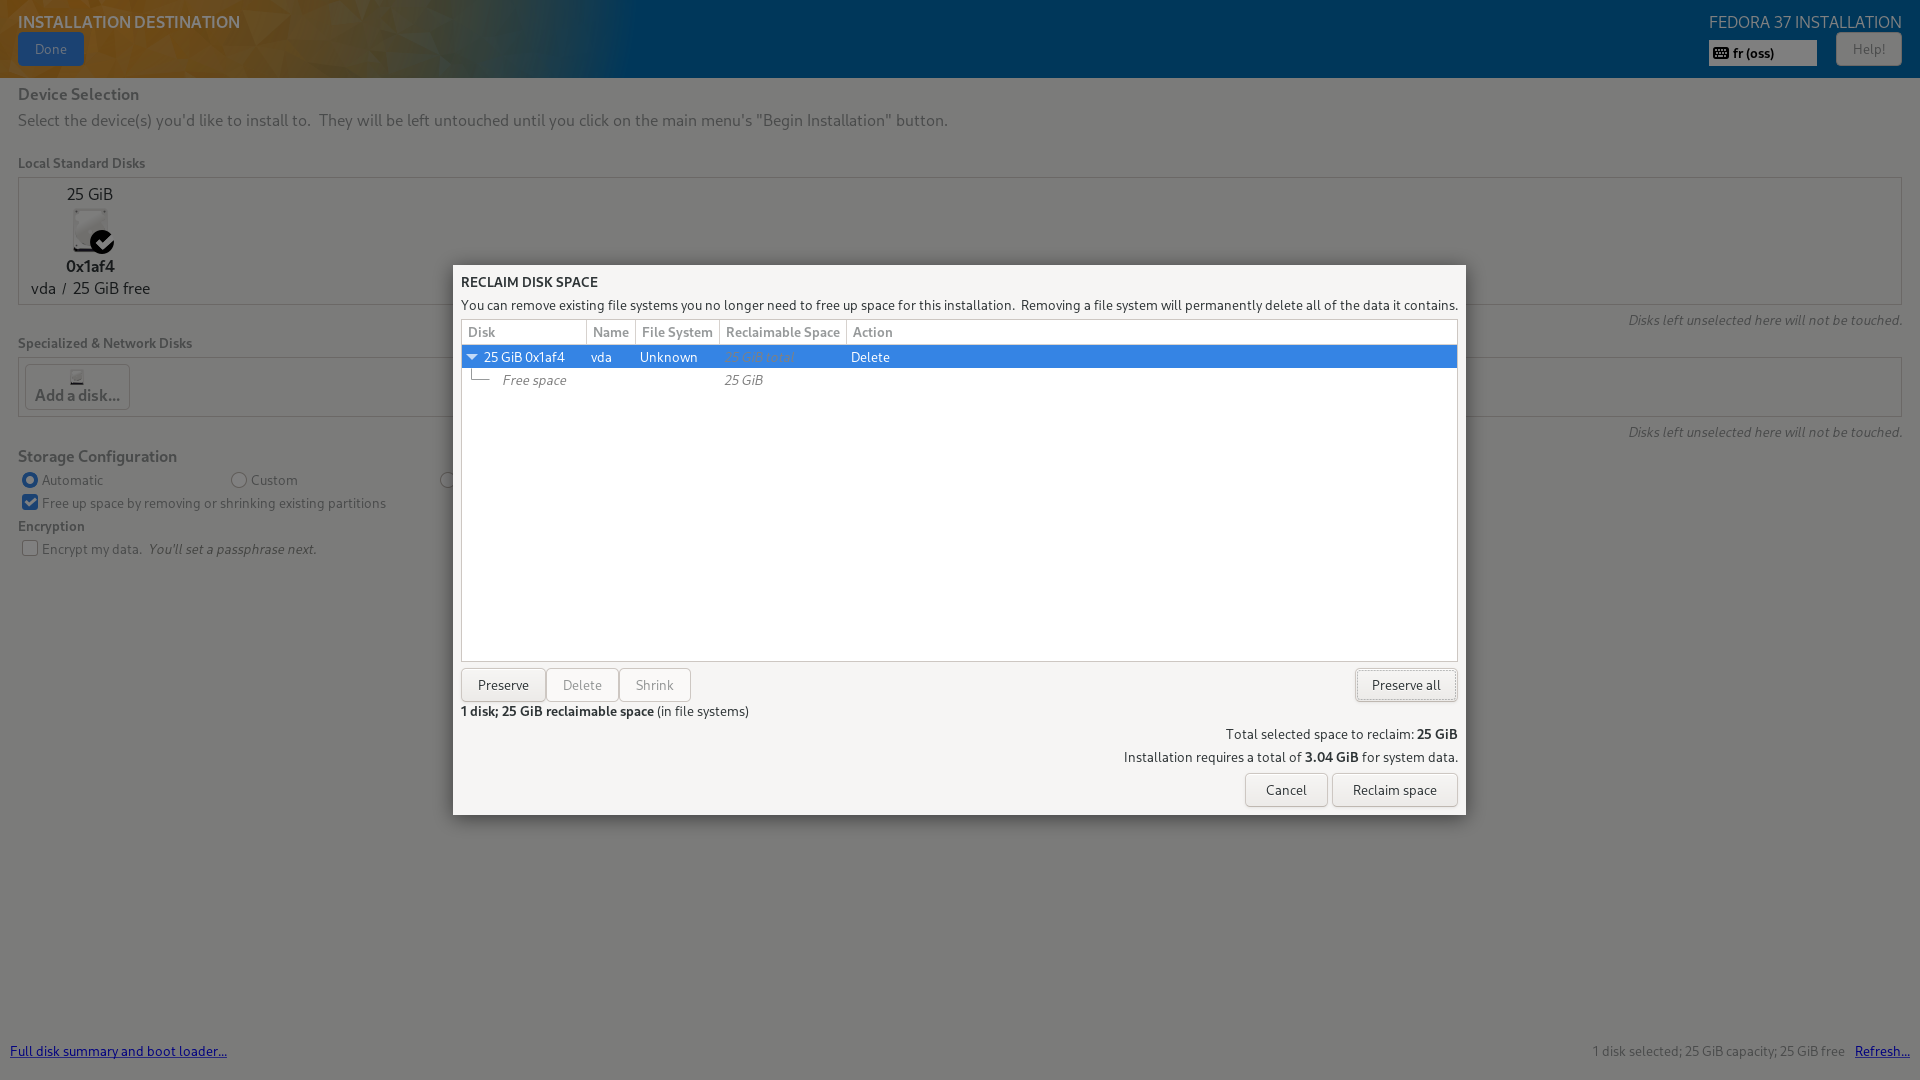 INSTALLATION DESTINATION
FEDORA 37 INSTALLATION
Done
fr (oss)
Help!
Device Selection
Select the device(s) you'd like to install to.  They will be left untouched until you click on the main menu's "Begin Installation" button.
Local Standard Disks
25 GiB
0x1af4
vda / 25 GiB free
Disks left unselected here will not be touched.
Specialized & Network Disks
Add a disk...
Disks left unselected here will not be touched.
Storage Configuration
Automatic
Custom
Free up space by removing or shrinking existing partitions
Encryption
Encrypt my data.  You'll set a passphrase next.
RECLAIM DISK SPACE
You can remove existing file systems you no longer need to free up space for this installation.  Removing a file system will permanently delete all of the data it contains.
Disk Name File System Reclaimable Space Action
25 GiB 0x1af4 vda Unknown 25 GiB total Delete
Free space 25 GiB
Preserve Delete Shrink Preserve all
1 disk; 25 GiB reclaimable space (in file systems)
Total selected space to reclaim: 25 GiB
Installation requires a total of 3.04 GiB for system data.
Cancel Reclaim space
Full disk summary and boot loader...
1 disk selected; 25 GiB capacity; 25 GiB free Refresh...